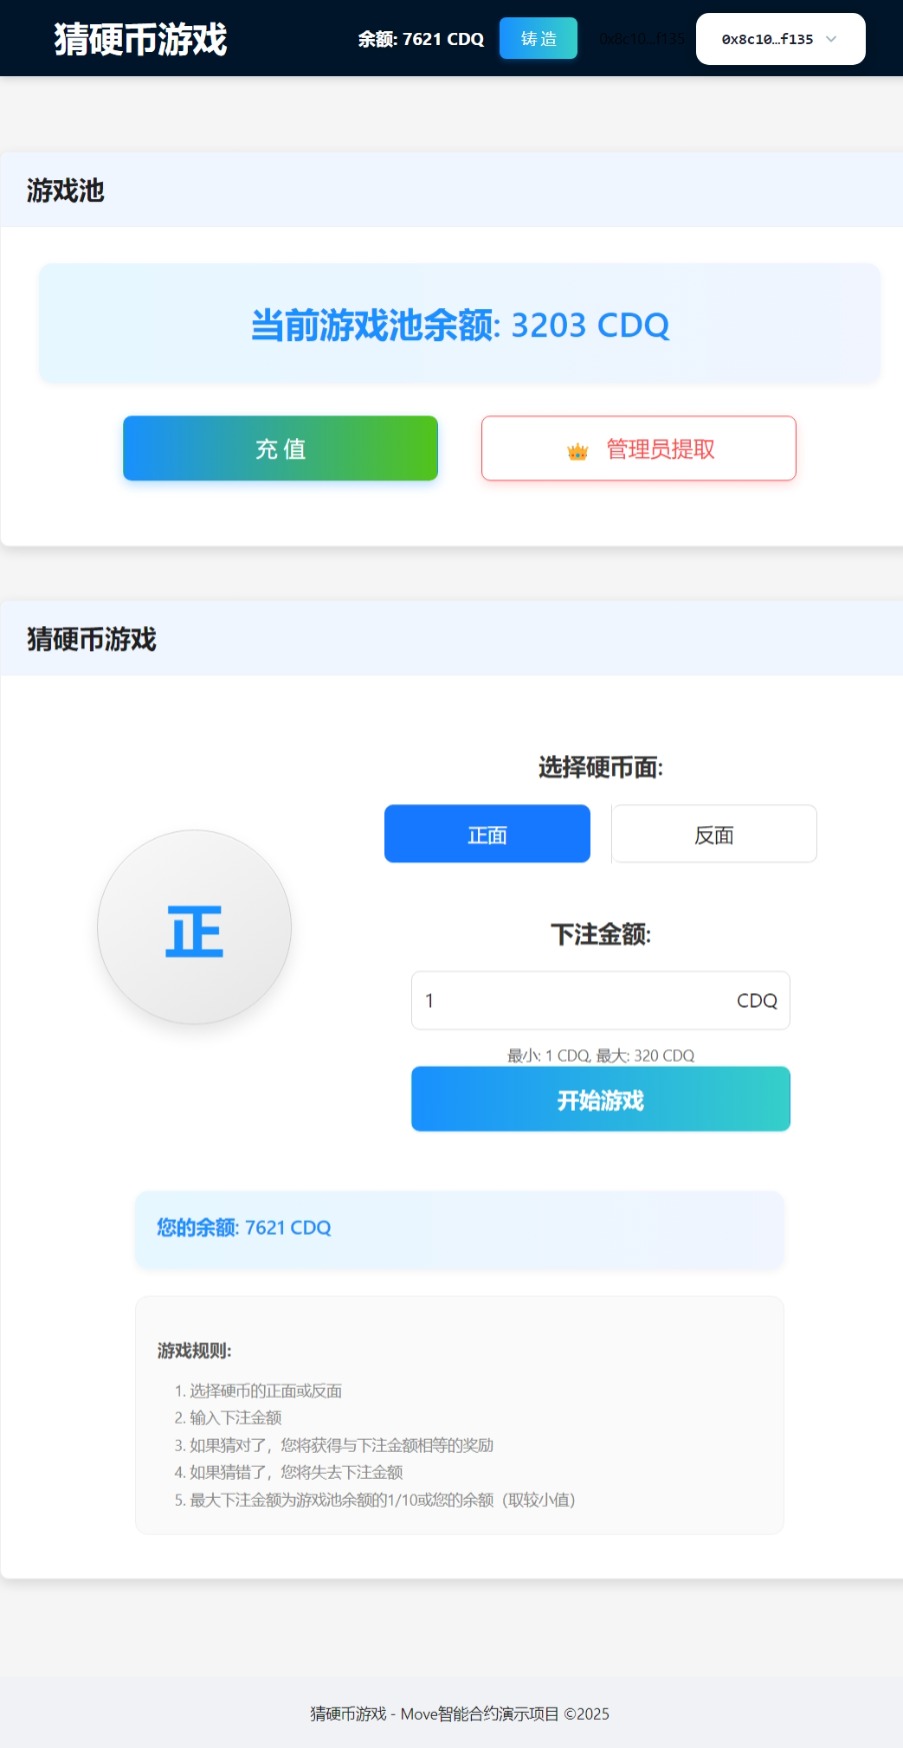 猜硬币游戏
余额: 7621 CDQ
铸 造
0x8c10...f135
0x8c10…f135
游戏池
当前游戏池余额: 3203 CDQ
充 值
管理员提取
猜硬币游戏
正
选择硬币面:
正面
反面
下注金额:
1
CDQ
最小: 1 CDQ, 最大: 320 CDQ
开始游戏
您的余额: 7621 CDQ
游戏规则:
1. 选择硬币的正面或反面
2. 输入下注金额
3. 如果猜对了，您将获得与下注金额相等的奖励
4. 如果猜错了，您将失去下注金额
5. 最大下注金额为游戏池余额的1/10或您的余额（取较小值）
猜硬币游戏 - Move智能合约演示项目 ©2025